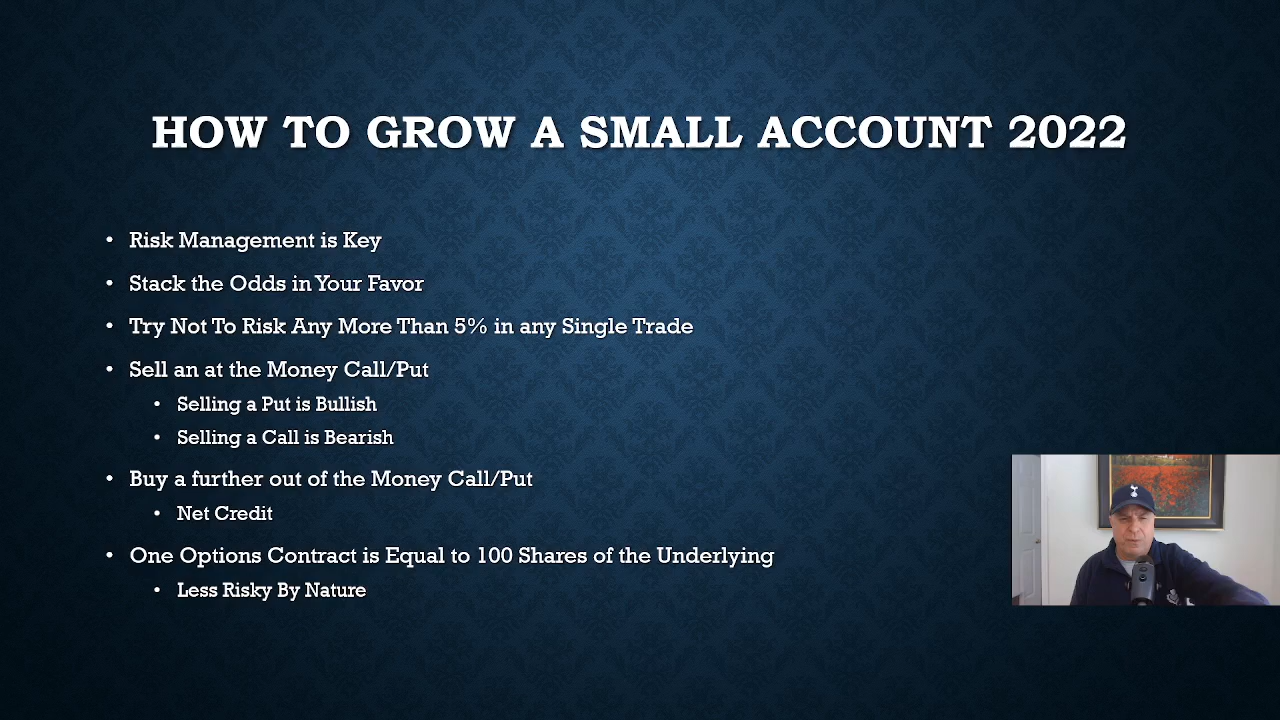 HOW TO GROW A SMALL ACCOUNT 2022
• Risk Management is Key
• Stack the Odds in Your Favor
• Try Not To Risk Any More Than 5% in any Single Trade
• Sell an at the Money Call/Put
• Selling a Put is Bullish
• Selling a Call is Bearish
• Buy a further out of the Money Call/Put
• Net Credit
• One Options Contract is Equal to 100 Shares of the Underlying
• Less Risky By Nature